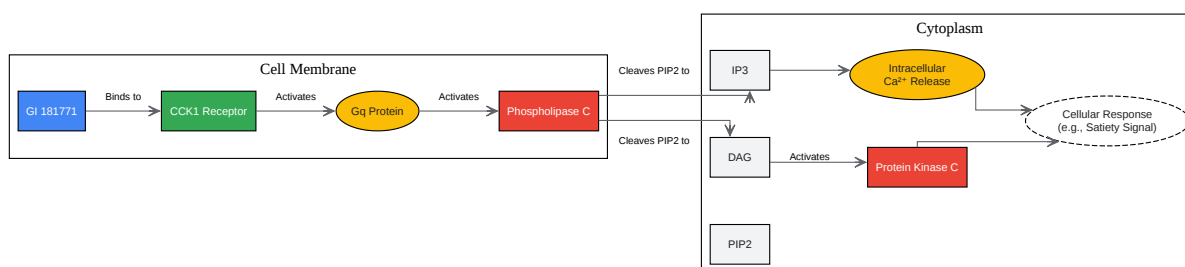 Cytoplasm
Cell Membrane
Cleaves PIP2 to
IP3
Intracellular
Ca²⁺ Release
GI 181771
Binds to
CCK1 Receptor
Activates
Gq Protein
Activates
Phospholipase C
Cellular Response
(e.g., Satiety Signal)
Cleaves PIP2 to
DAG
Activates
Protein Kinase C
PIP2